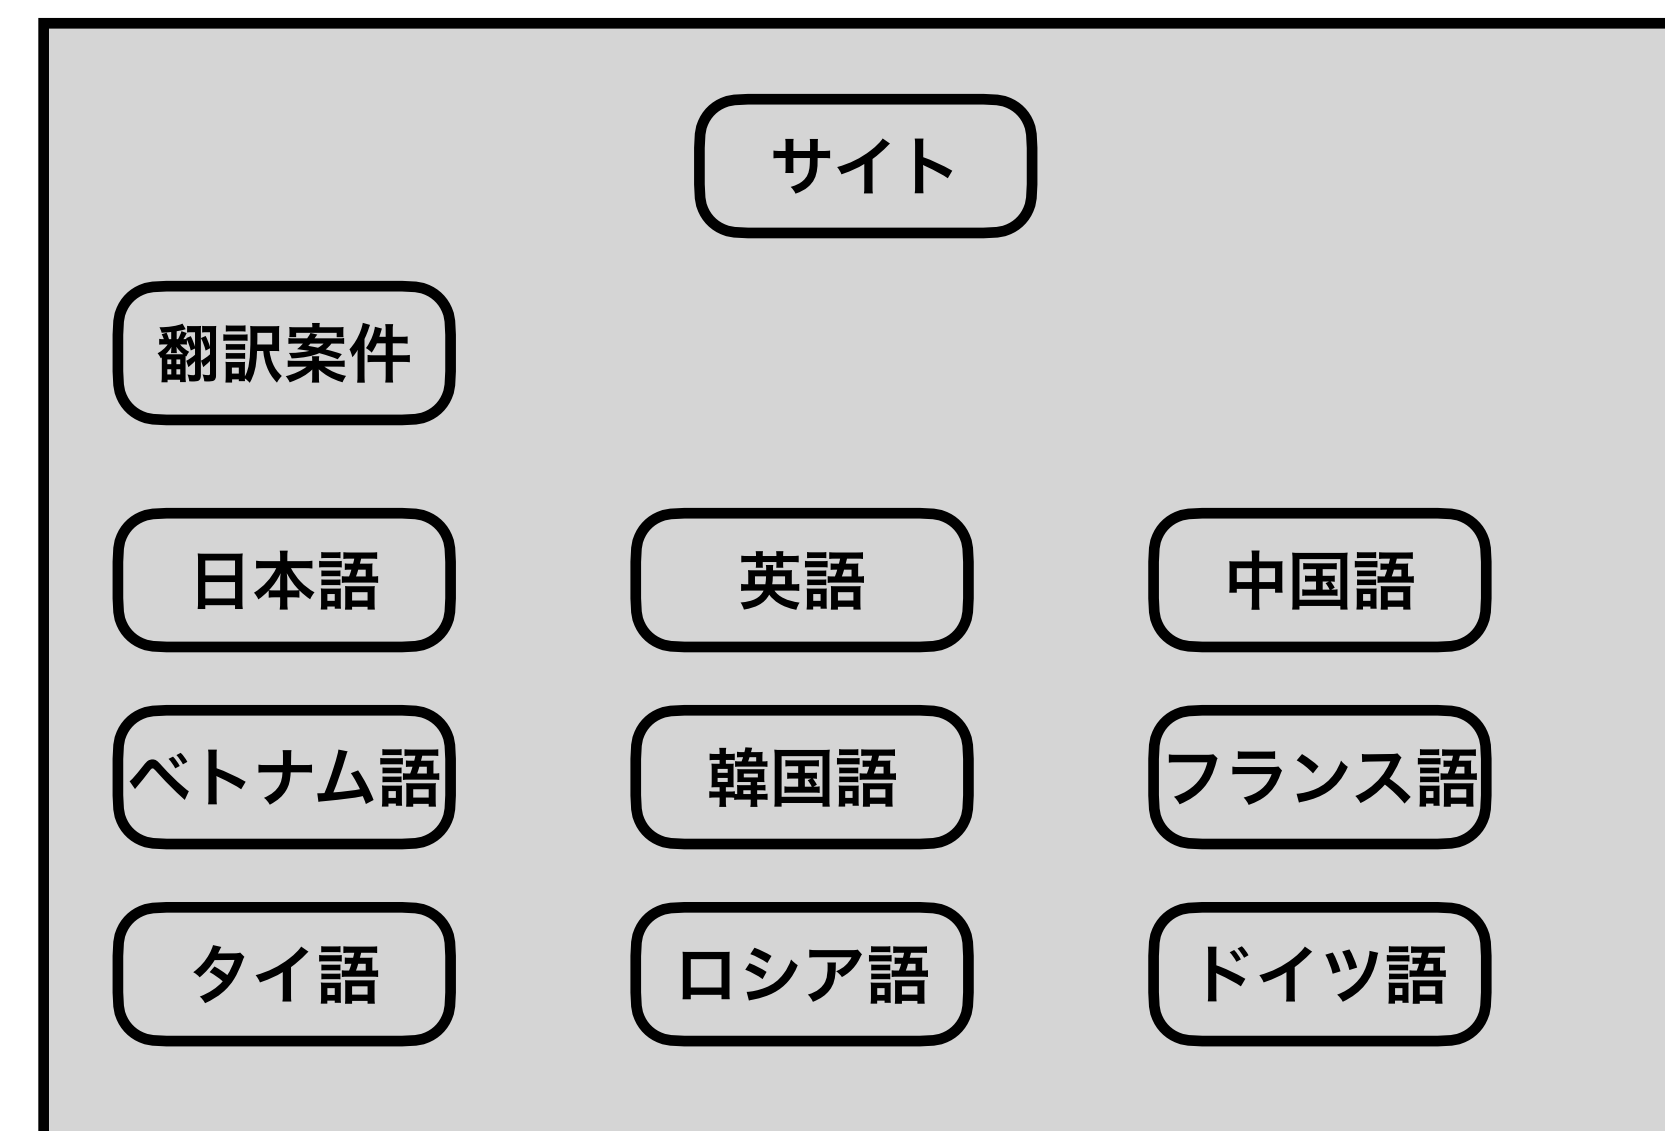 サイト
翻訳案件
日本語
英語
中国語
ベトナム語
韓国語
フランス語
タイ語
ロシア語
ドイツ語